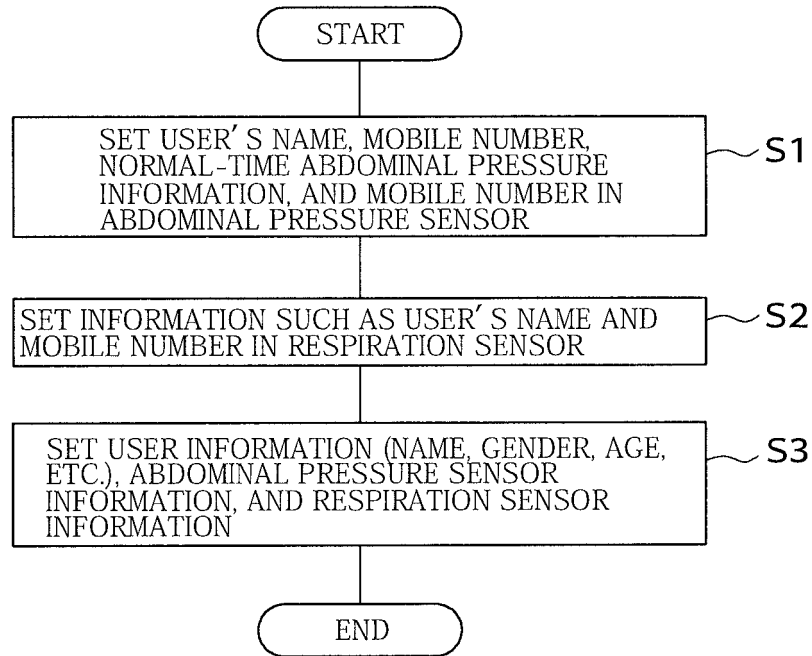 START
SET USER'S NAME, MOBILE NUMBER,
NORMAL-TIME ABDOMINAL PRESSURE
INFORMATION, AND MOBILE NUMBER IN
ABDOMINAL PRESSURE SENSOR
S1
SET INFORMATION SUCH AS USER'S NAME AND
MOBILE NUMBER IN RESPIRATION SENSOR
S2
SET USER INFORMATION (NAME, GENDER, AGE,
ETC.), ABDOMINAL PRESSURE SENSOR
INFORMATION, AND RESPIRATION SENSOR
INFORMATION
S3
END